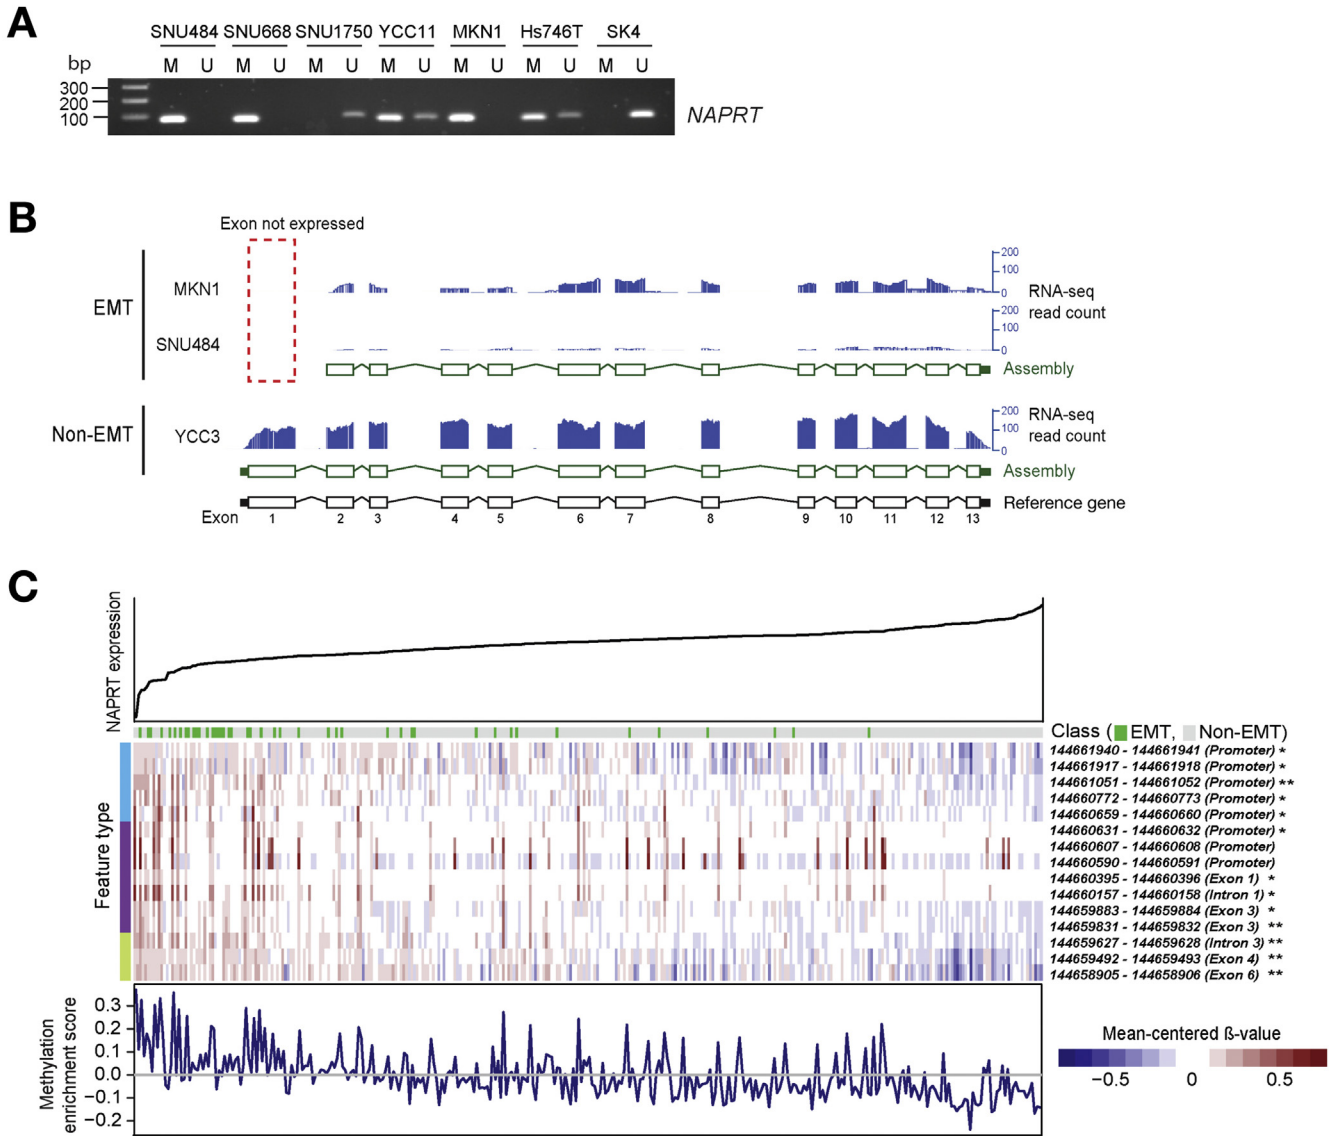 A
SNU484 SNU668 SNU1750 YCC11 MKN1 Hs746T SK4
bp M U M U M U M U M U M U M U
300
200
100
NAPRT
B
Exon not expressed
EMT
MKN1
200
100
0
RNA-seq
read count
SNU484
200
100
0
Assembly
Non-EMT
YCC3
200
100
0
RNA-seq
read count
Assembly
Reference gene
Exon 1 2 3 4 5 6 7 8 9 10 11 12 13
C
NAPRT expression
Class ( EMT, Non-EMT)
Feature type
144661940 - 144661941 (Promoter) *
144661917 - 144661918 (Promoter) *
144661051 - 144661052 (Promoter) **
144660772 - 144660773 (Promoter) *
144660659 - 144660660 (Promoter) *
144660631 - 144660632 (Promoter) *
144660607 - 144660608 (Promoter)
144660590 - 144660591 (Promoter)
144660395 - 144660396 (Exon 1) *
144660157 - 144660158 (Intron 1) *
144659883 - 144659884 (Exon 3) *
144659831 - 144659832 (Exon 3) **
144659627 - 144659628 (Intron 3) **
144659492 - 144659493 (Exon 4) **
144658905 - 144658906 (Exon 6) **
Methylation
enrichment score
0.3
0.2
0.1
0.0
−0.1
−0.2
Mean-centered ß-value
−0.5 0 0.5